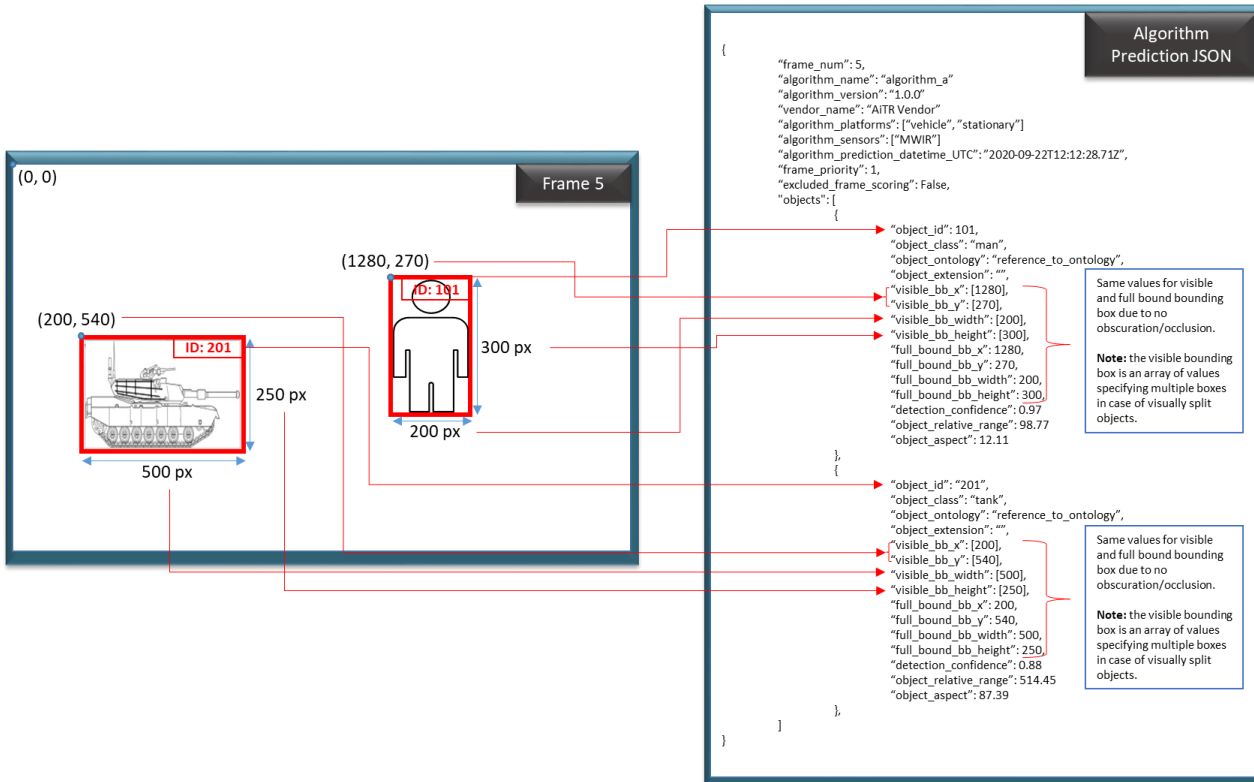 (0, 0)
Frame 5
(1280, 270)
ID: 101
300 px
200 px
(200, 540)
ID: 201
250 px
500 px
Algorithm
Prediction JSON
{
“frame_num”: 5,
“algorithm_name”: “algorithm_a”
“algorithm_version”: “1.0.0”
“vendor_name”: “AiTR Vendor”
“algorithm_platforms”: [“vehicle”, “stationary”]
“algorithm_sensors”: [“MWIR”]
“algorithm_prediction_datetime_UTC”: “2020-09-22T12:12:28.71Z”,
“frame_priority”: 1,
“excluded_frame_scoring”: False,
"objects": [
{
“object_id”: 101,
“object_class”: “man”,
“object_ontology”: “reference_to_ontology”,
“object_extension”: “”,
“visible_bb_x”: [1280],
“visible_bb_y”: [270],
“visible_bb_width”: [200],
“visible_bb_height”: [300],
“full_bound_bb_x”: 1280,
“full_bound_bb_y”: 270,
“full_bound_bb_width”: 200,
“full_bound_bb_height”: 300,
“detection_confidence”: 0.97
“object_relative_range”: 98.77
“object_aspect”: 12.11
},
{
“object_id”: “201”,
“object_class”: “tank”,
“object_ontology”: “reference_to_ontology”,
“object_extension”: “”,
“visible_bb_x”: [200],
“visible_bb_y”: [540],
“visible_bb_width”: [500],
“visible_bb_height”: [250],
“full_bound_bb_x”: 200,
“full_bound_bb_y”: 540,
“full_bound_bb_width”: 500,
“full_bound_bb_height”: 250,
“detection_confidence”: 0.88
“object_relative_range”: 514.45
“object_aspect”: 87.39
},
]
}
Same values for visible
and full bound bounding
box due to no
obscuration/occlusion.
Note: the visible bounding
box is an array of values
specifying multiple boxes
in case of visually split
objects.
Same values for visible
and full bound bounding
box due to no
obscuration/occlusion.
Note: the visible bounding
box is an array of values
specifying multiple boxes
in case of visually split
objects.